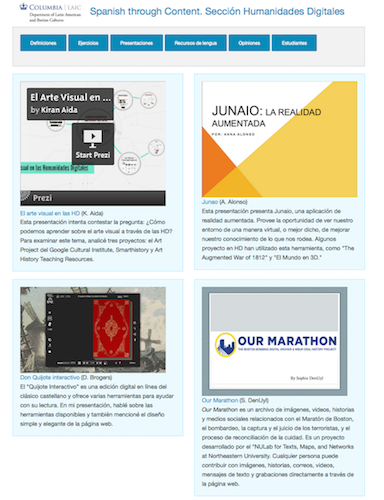 COLUMBIA | LAIC
Department of Latin American
and Iberian Cultures
Spanish through Content. Sección Humanidades Digitales
Definiciones
Ejercicios
Presentaciones
Recursos de lengua
Opiniones
Estudiantes
El Arte Visual en ...
by Kiran Aida
Start Prezi
sual en las Humanidades Digitales
Prezi
El arte visual en las HD (K. Aida)
Esta presentación intenta contestar la pregunta: ¿Cómo
podemos aprender sobre el arte visual a través de las HD?
Para examinar este tema, analicé tres proyectos: el Art
Project del Google Cultural Institute, Smarthistory y Art
History Teaching Resources.
JUNAIO: LA REALIDAD
AUMENTADA
POR: ANNA ALONSO
Junao (A. Alonso)
Esta presentación presenta Junaio, una aplicación de
realidad aumentada. Provee la oportunidad de ver nuestro
entorno de una manera virtual, o mejor dicho, de mejorar
nuestro conocimiento de lo que nos rodea. Algunos
proyectos en HD han utilizado esta herramienta, como "The
Augmented War of 1812" y "El Mundo en 3D."
Don Quijote interactivo (D. Brogers)
El "Quijote Interactivo" es una edición digital en línea del
clásico castellano y ofrece varias herramientas para ayudar
con su lectura. En mi presentación, hablé sobre las
herramientas disponibles y también mencioné el diseño
simple y elegante de la página web.
OUR MARATHON
THE BOSTON BOMBING DIGITAL ARCHIVE & WBUR ORAL HISTORY PROJECT
By Sophia DenUyl
Our Marathon (S. DenUyl)
Our Marathon es un archivo de imágenes, videos, historias
y medios sociales relacionados con el Maratón de Boston,
el bombardeo, la captura y el juicio de los terroristas, y el
proceso de reconciliación de la cuidad. Es un proyecto
desarrollado por el "NULab for Texts, Maps, and Networks
at Northeastern University. Cualquier persona puede
contribuir con imágenes, historias, correos, videos,
mensajes de texto y grabaciones directamente a través de
la página web.